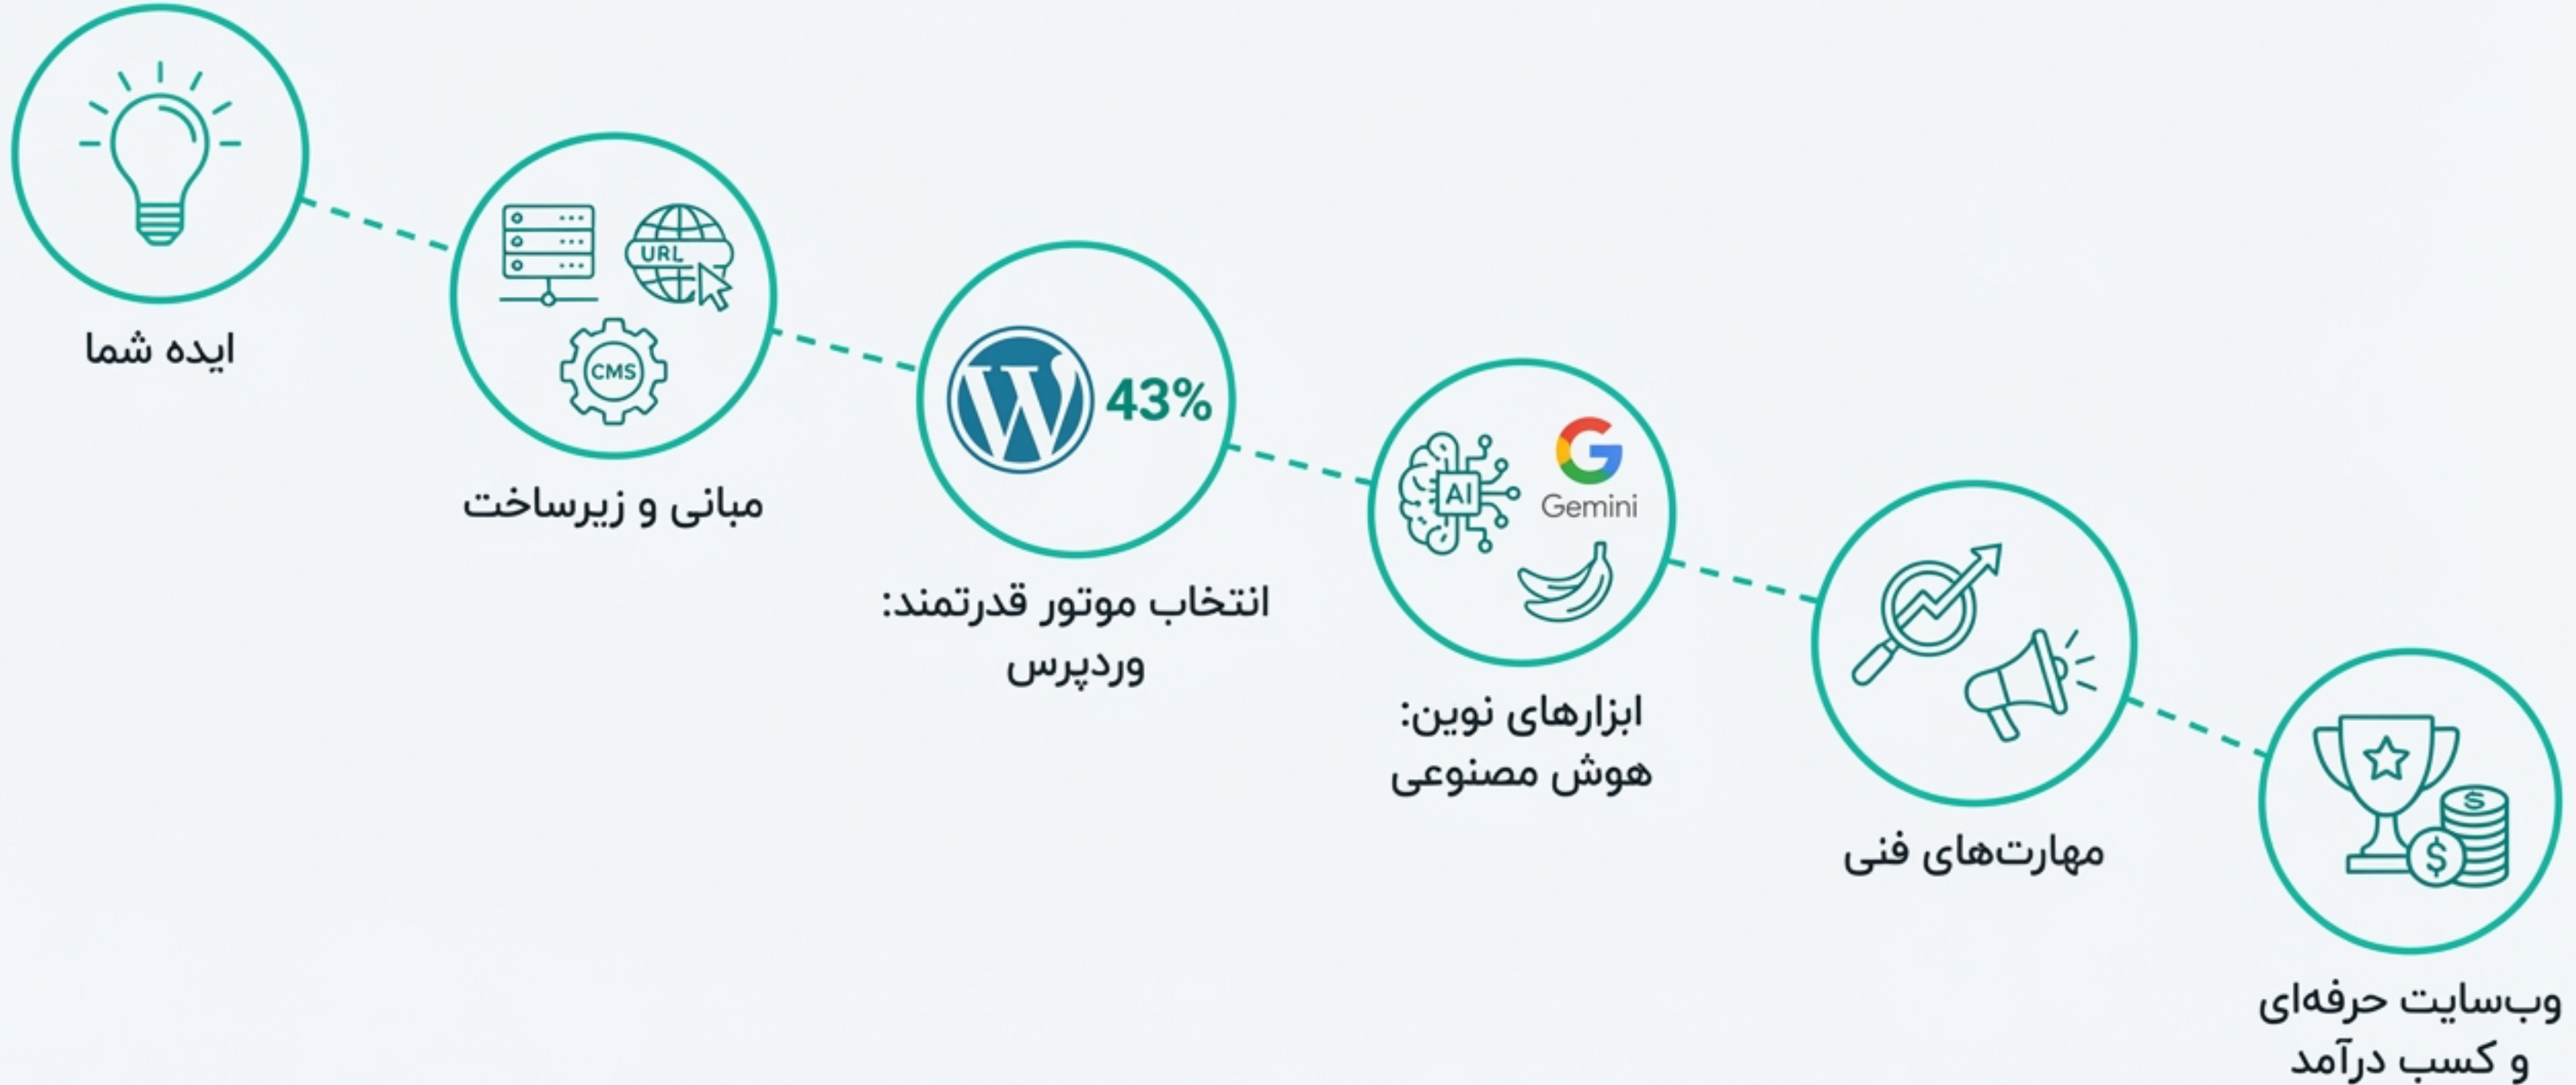 ایده شما
URL
CMS
مبانی و زیرساخت
43%
انتخاب موتور قدرتمند:
وردپرس
AI
Gemini
ابزارهای نوین:
هوش مصنوعی
مهارت‌های فنی
وب‌سایت حرفه‌ای
و کسب درآمد